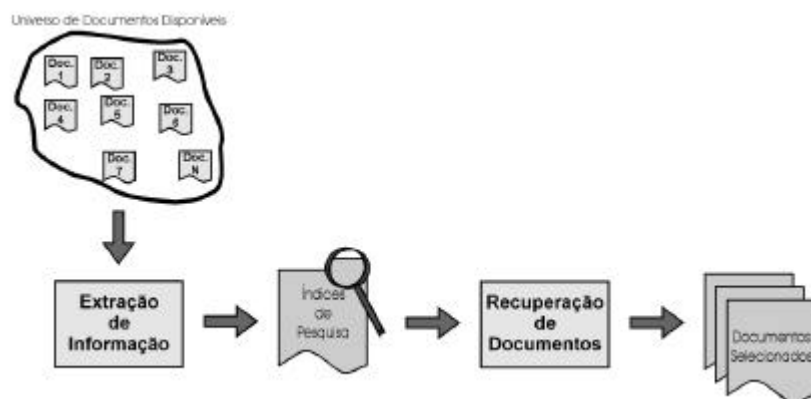 Universo de Documentos Disponíveis
Doc.
1
Doc.
2
Doc.
3
Doc.
4
Doc.
5
Doc.
6
Doc.
7
Doc.
N
Extração
de
Informação
Índices
de
Pesquisa
Recuperação
de
Documentos
Documentos
Selecionados